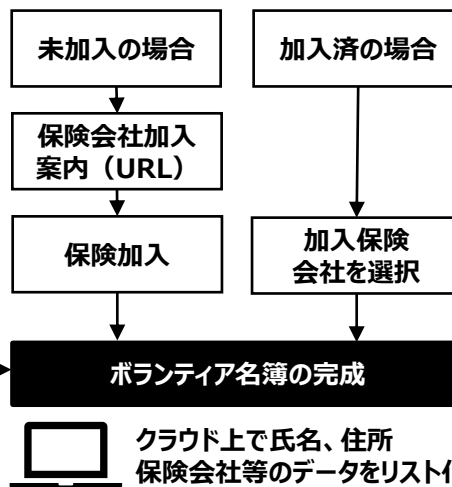 未加入の場合
加入済の場合
保険会社加入
案内（URL）
保険加入
加入保険
会社を選択
ボランティア名簿の完成
クラウド上で氏名、住所
保険会社等のデータをリスト化